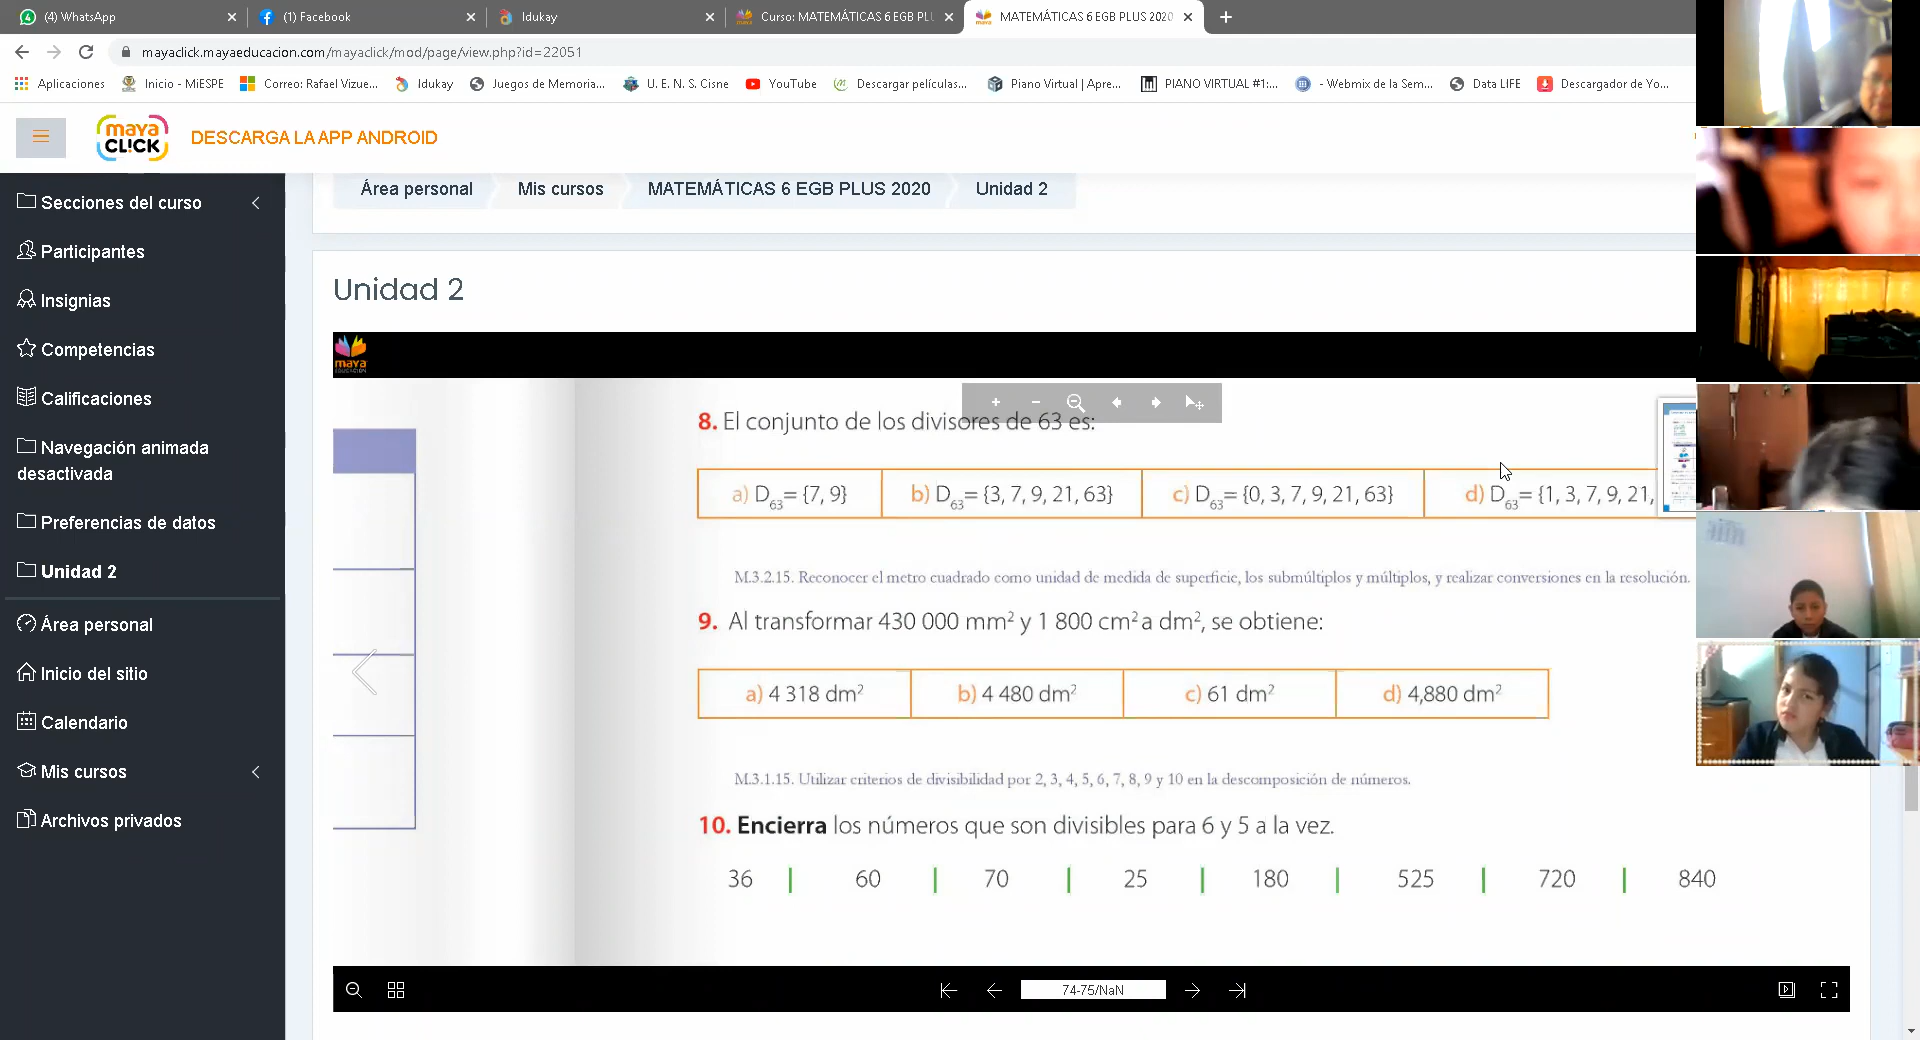 (4) WhatsApp
(1) Facebook
Idukay
Curso: MATEMÁTICAS 6 EGB PLU
MATEMÁTICAS 6 EGB PLUS 2020
mayaclick.mayaeducacion.com/mayaclick/mod/page/view.php?id=22051
Aplicaciones
Inicio - MiESPE
Correo: Rafael Vizue...
Idukay
Juegos de Memoria...
U. E. N. S. Cisne
YouTube
Descargar películas...
Piano Virtual | Apre...
PIANO VIRTUAL #1:...
- Webmix de la Sem...
Data LIFE
Descargador de Yo...
maya
CLICK
DESCARGA LA APP ANDROID
Área personal
Mis cursos
MATEMÁTICAS 6 EGB PLUS 2020
Unidad 2
Secciones del curso
Participantes
Insignias
Competencias
Calificaciones
Navegación animada
desactivada
Preferencias de datos
Unidad 2
Área personal
Inicio del sitio
Calendario
Mis cursos
Archivos privados
Unidad 2
maya
EDUCACION
8. El conjunto de los divisores de 63 es:
a) D63= {7, 9}
b) D63= {3, 7, 9, 21, 63}
c) D63= {0, 3, 7, 9, 21, 63}
d) D63= {1, 3, 7, 9, 21,
M.3.2.15. Reconocer el metro cuadrado como unidad de medida de superficie, los submúltiplos y múltiplos, y realizar conversiones en la resolución.
9. Al transformar 430 000 mm² y 1 800 cm² a dm², se obtiene:
a) 4 318 dm²
b) 4 480 dm²
c) 61 dm²
d) 4,880 dm²
M.3.1.15. Utilizar criterios de divisibilidad por 2, 3, 4, 5, 6, 7, 8, 9 y 10 en la descomposición de números.
10. Encierra los números que son divisibles para 6 y 5 a la vez.
36 | 60 | 70 | 25 | 180 | 525 | 720 | 840
74-75/NaN